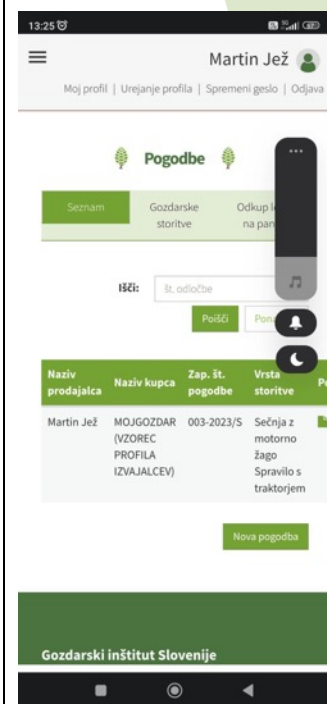 13:25
Martin Jež
Moj profil | Urejanje profila | Spremeni geslo | Odjava
Pogodbe
Seznam
Gozdarske
storitve
Odkup
na
Išči:
št. odločbe
Poišči
Naziv
prodajalca
Naziv kupca
Zap. št.
pogodbe
Vrsta
storitve
Martin Jež
MOJGOZDAR
(VZOREC
PROFILA
IZVAJALCEV)
003-2023/S
Sečnja z
motorno
žago
Spravilo s
traktorjem
Nova pogodba
Gozdarski inštitut Slovenije